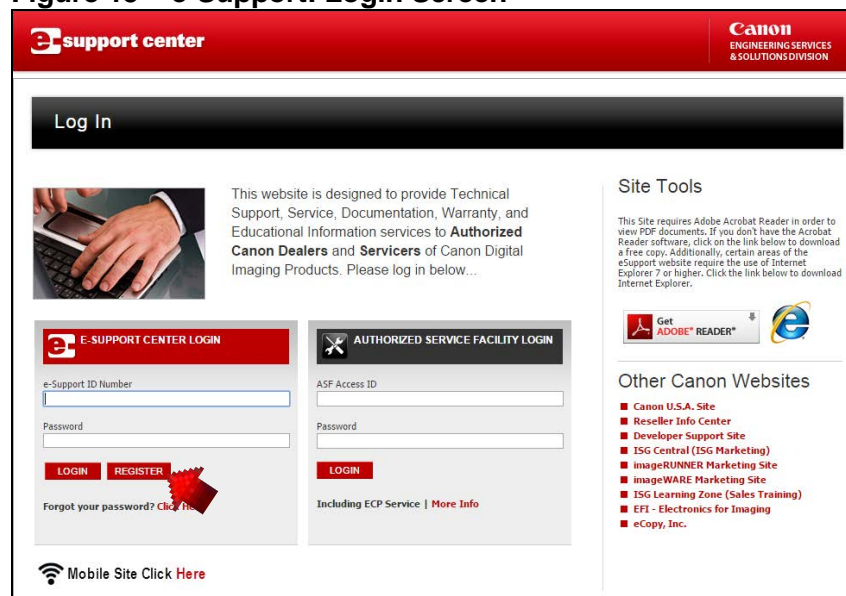 e support center
Canon
ENGINEERING SERVICES
& SOLUTIONS DIVISION
Log In
This website is designed to provide Technical
Support, Service, Documentation, Warranty, and
Educational Information services to Authorized
Canon Dealers and Servicers of Canon Digital
Imaging Products. Please log in below...
e E-SUPPORT CENTER LOGIN
e-Support ID Number
Password
LOGIN REGISTER
Forgot your password?
AUTHORIZED SERVICE FACILITY LOGIN
ASF Access ID
Password
LOGIN
Including ECP Service | More Info
Mobile Site Click Here
Site Tools
This Site requires Adobe Acrobat Reader in order to
view PDF documents. If you don't have the Acrobat
Reader software, click on the link below to download
a free copy. Additionally, certain areas of the
eSupport website require the use of Internet
Explorer 7 or higher. Click the link below to download
Internet Explorer.
Get
ADOBE® READER®
Other Canon Websites
Canon U.S.A. Site
Reseller Info Center
Developer Support Site
ISG Central (ISG Marketing)
imageRUNNER Marketing Site
imageWARE Marketing Site
ISG Learning Zone (Sales Training)
EFI - Electronics for Imaging
eCopy, Inc.